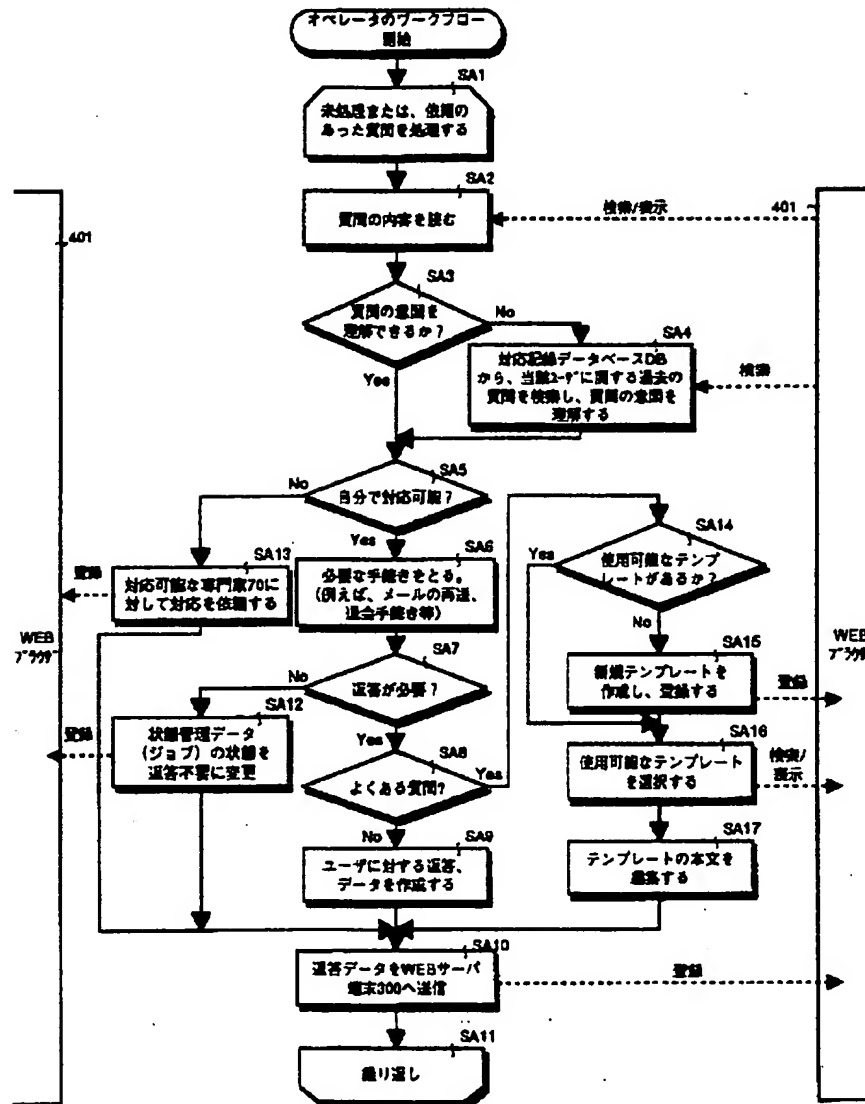 オペレータのワークフロー
開始
SA1
未処理または、依頼の
あった質問を処理する
SA2
質問の内容を読む
検索/表示
401
401
SA3
質問の意図を
理解できるか？
No
Yes
SA4
対応記録データベースDB
から、当該ユーザに関する過去の
質問を検索し、質問の意図を
理解する
検索
SA5
自分で対応可能？
No
Yes
SA13
対応可能な専門家70に
対して対応を依頼する
登録
SA6
必要な手続きをとる。
(例えば、メールの再送、
退会手続き等)
SA14
使用可能なテンプ
レートがあるか？
Yes
No
WEB
ブラウザ
WEB
ブラウザ
SA7
返答が必要？
No
Yes
SA15
新規テンプレートを
作成し、登録する
登録
SA12
状態管理データ
(ジョブ)の状態を
返答不要に変更
登録
SA8
よくある質問？
Yes
No
SA16
使用可能なテンプレート
を選択する
検索/
表示
SA9
ユーザに対する返答、
データを作成する
SA17
テンプレートの本文を
編集する
SA10
返答データをWEBサーバ
端末300へ送信
登録
SA11
繰り返し